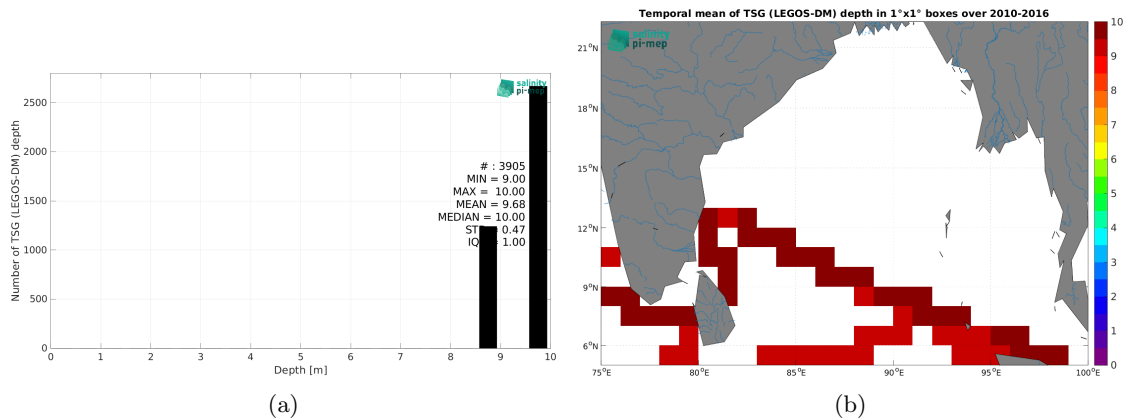 salinity
pi-mep
Number of TSG (LEGOS-DM) depth
2500
2000
1500
1000
500
0
# : 3905
MIN = 9.00
MAX = 10.00
MEAN = 9.68
MEDIAN = 10.00
= 0.47
= 1.00
0 1 2 3 4 5 6 7 8 9 10
Depth [m]
(a)
Temporal mean of TSG (LEGOS-DM) depth in 1°x1° boxes over 2010-2016
salinity
pi-mep
21°N
18°N
15°N
12°N
9°N
6°N
75°E 80°E 85°E 90°E 95°E 100°E
10
9
8
7
6
5
4
3
2
1
0
(b)